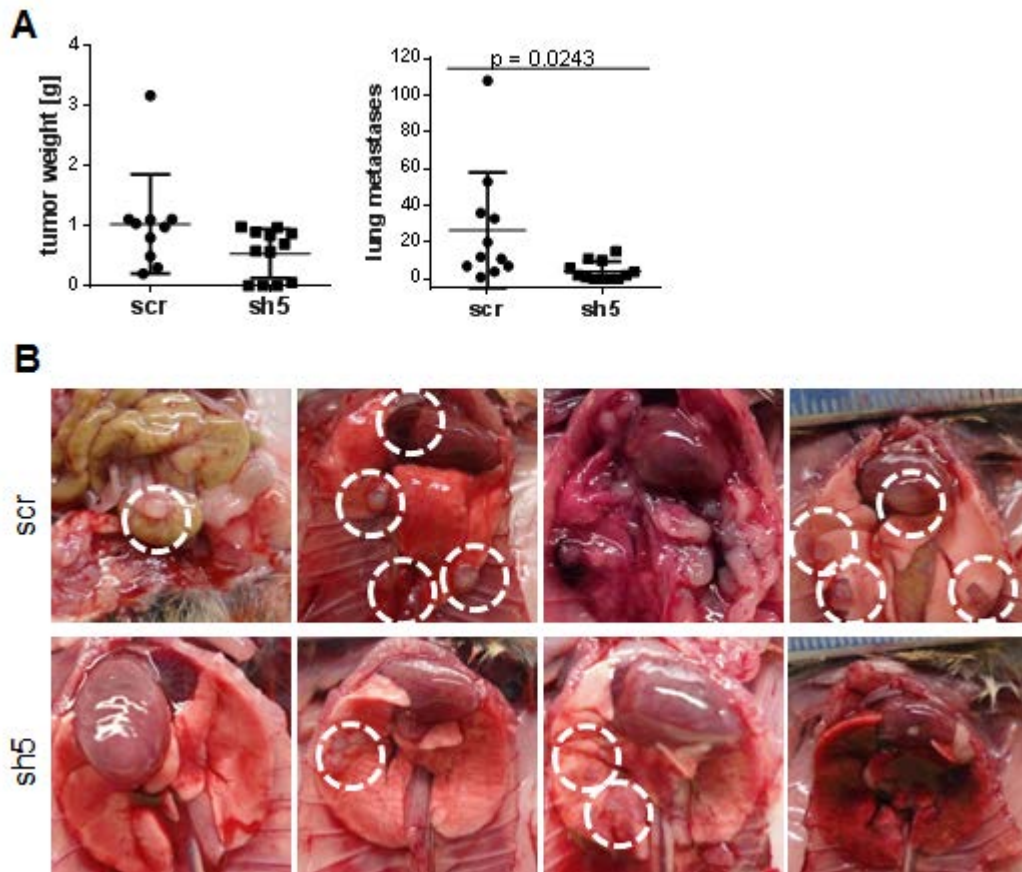 A
tumor weight [g]
4
3
2
1
0
scr
sh5
lung metastases
120
100
80
60
40
20
0
p = 0.0243
scr
sh5
B
scr
sh5